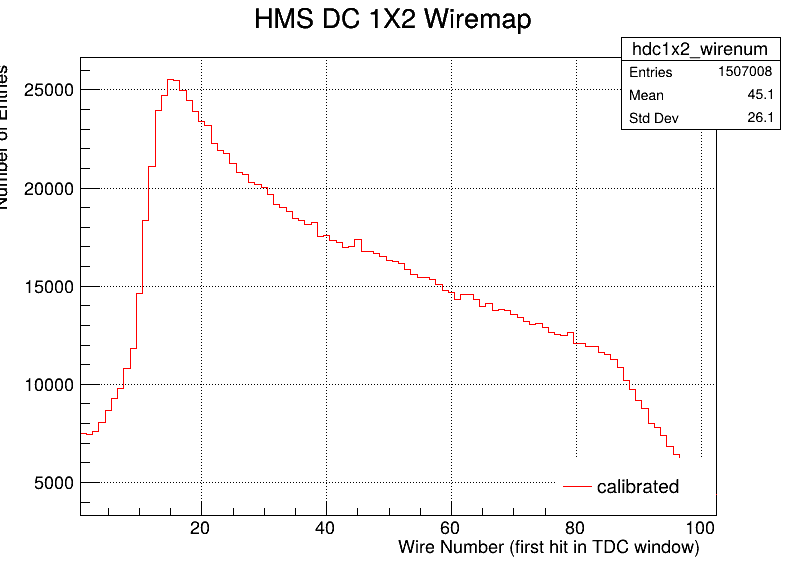 HMS DC 1X2 Wiremap
hdc1x2_wirenum
Entries 1507008
Mean 45.1
Std Dev 26.1
Number of Entries
25000
20000
15000
10000
5000
calibrated
20 40 60 80 100
Wire Number (first hit in TDC window)